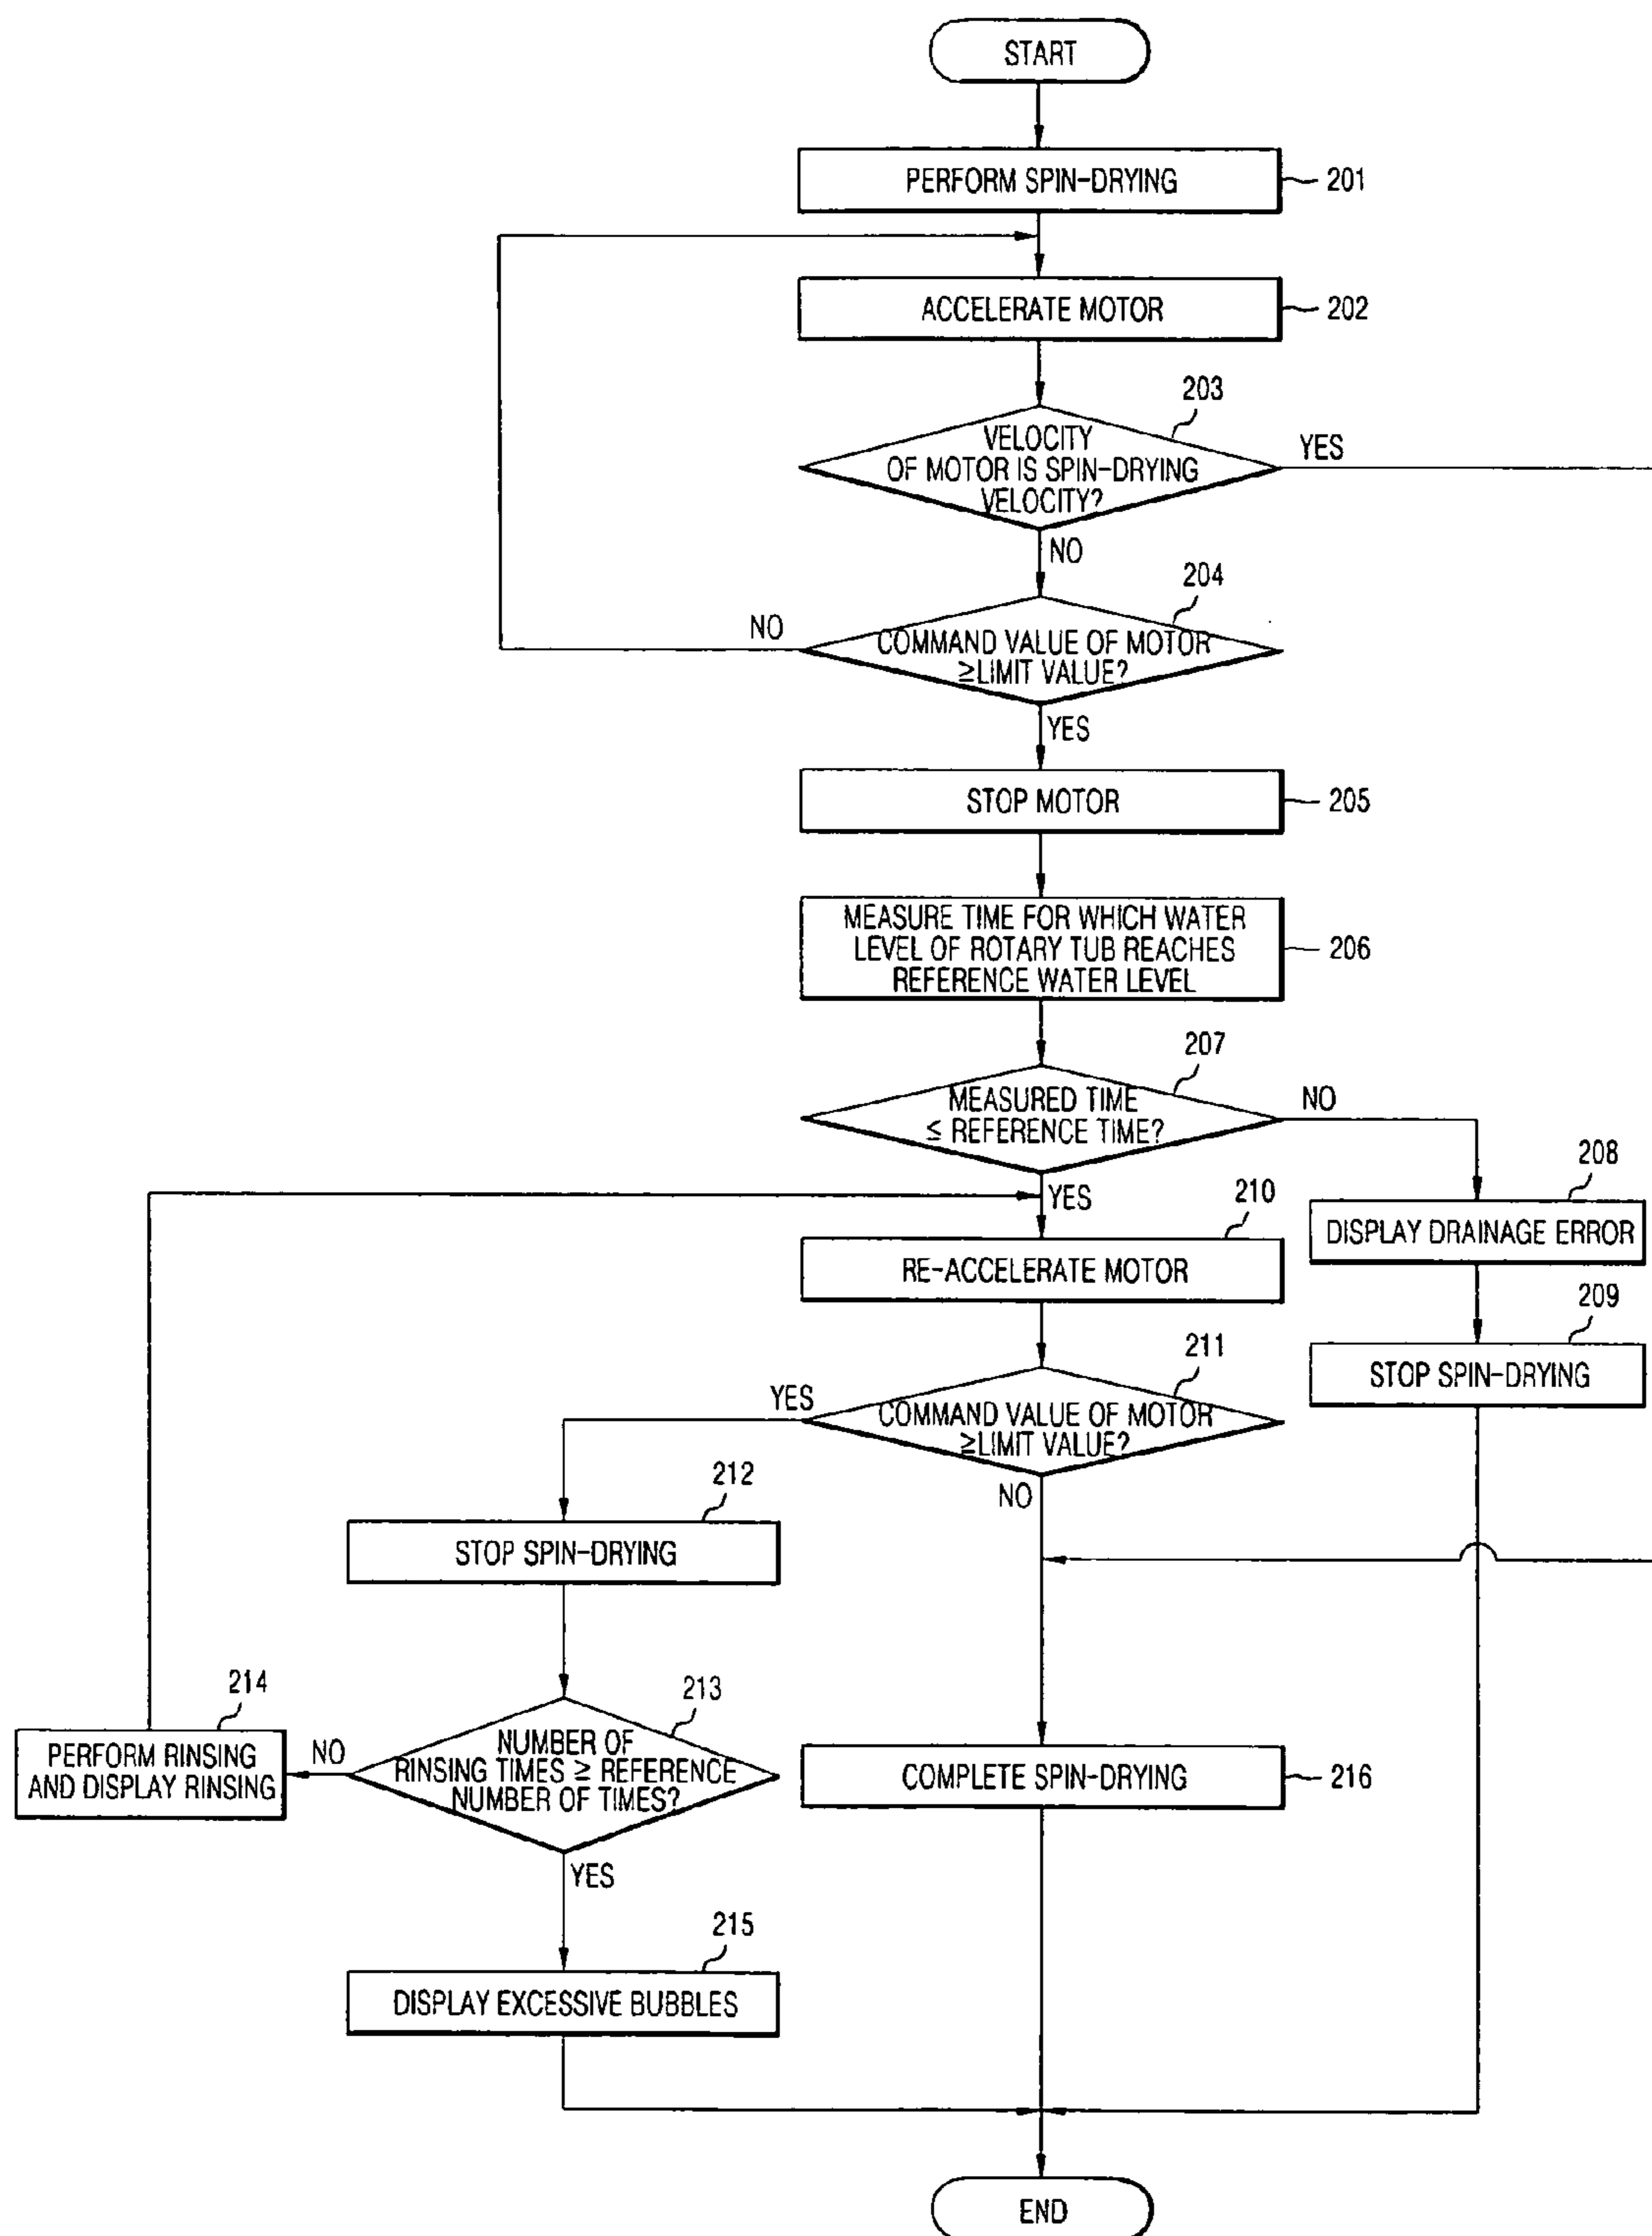 START
PERFORM SPIN-DRYING
201
ACCELERATE MOTOR
202
203
VELOCITY
OF MOTOR IS SPIN-DRYING
VELOCITY?
YES
NO
204
COMMAND VALUE OF MOTOR
≥LIMIT VALUE?
NO
YES
STOP MOTOR
205
MEASURE TIME FOR WHICH WATER
LEVEL OF ROTARY TUB REACHES
REFERENCE WATER LEVEL
206
207
MEASURED TIME
≤ REFERENCE TIME?
NO
YES
208
DISPLAY DRAINAGE ERROR
210
RE-ACCELERATE MOTOR
209
STOP SPIN-DRYING
211
COMMAND VALUE OF MOTOR
≥LIMIT VALUE?
YES
NO
212
STOP SPIN-DRYING
213
NUMBER OF
RINSING TIMES ≥ REFERENCE
NUMBER OF TIMES?
NO
214
PERFORM RINSING
AND DISPLAY RINSING
YES
COMPLETE SPIN-DRYING
216
215
DISPLAY EXCESSIVE BUBBLES
END